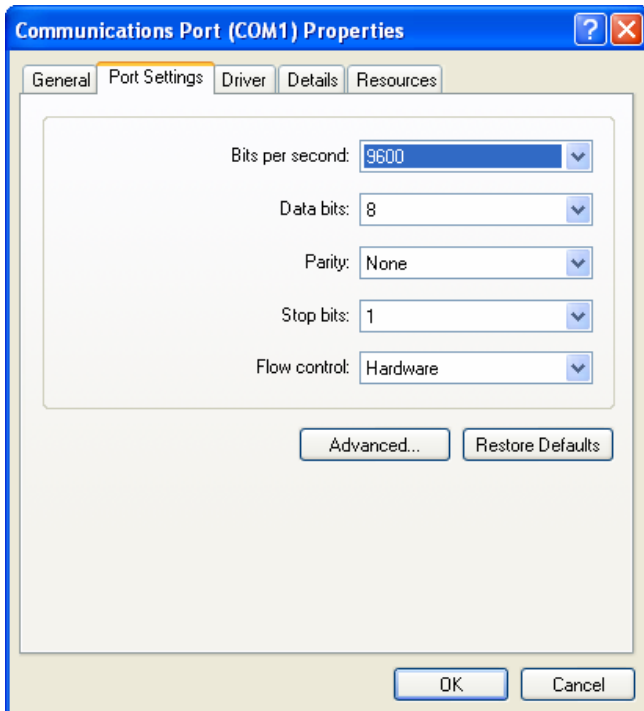 Communications Port (COM1) Properties
General Port Settings Driver Details Resources
Bits per second: 9600
Data bits: 8
Parity: None
Stop bits: 1
Flow control: Hardware
Advanced... Restore Defaults
OK Cancel